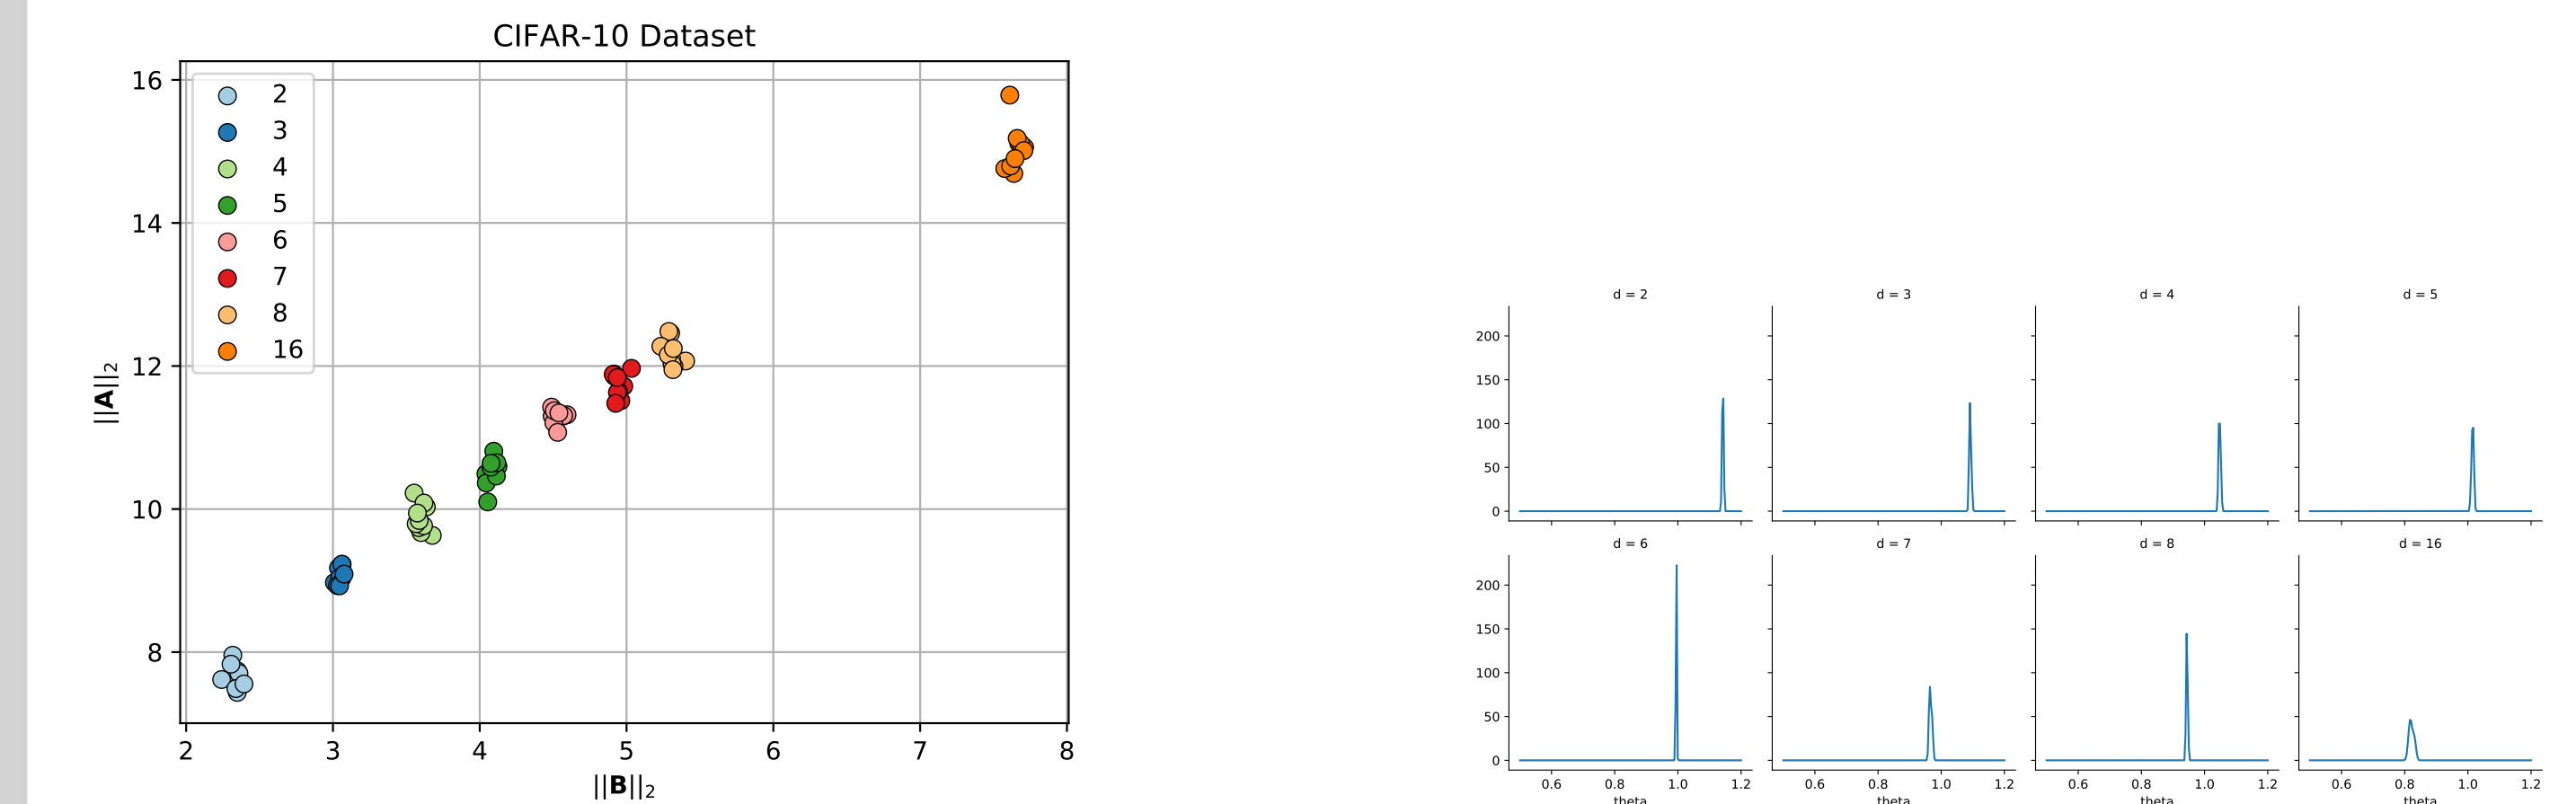 CIFAR-10 Dataset
16
14
12
10
8
||A||₂
2
3
4
5
6
7
8
16
2 3 4 5 6 7 8
||B||₂
d = 2 d = 3 d = 4 d = 5
200
150
100
50
0
d = 6 d = 7 d = 8 d = 16
200
150
100
50
0
0.6 0.8 1.0 1.2 0.6 0.8 1.0 1.2 0.6 0.8 1.0 1.2 0.6 0.8 1.0 1.2
theta theta theta theta